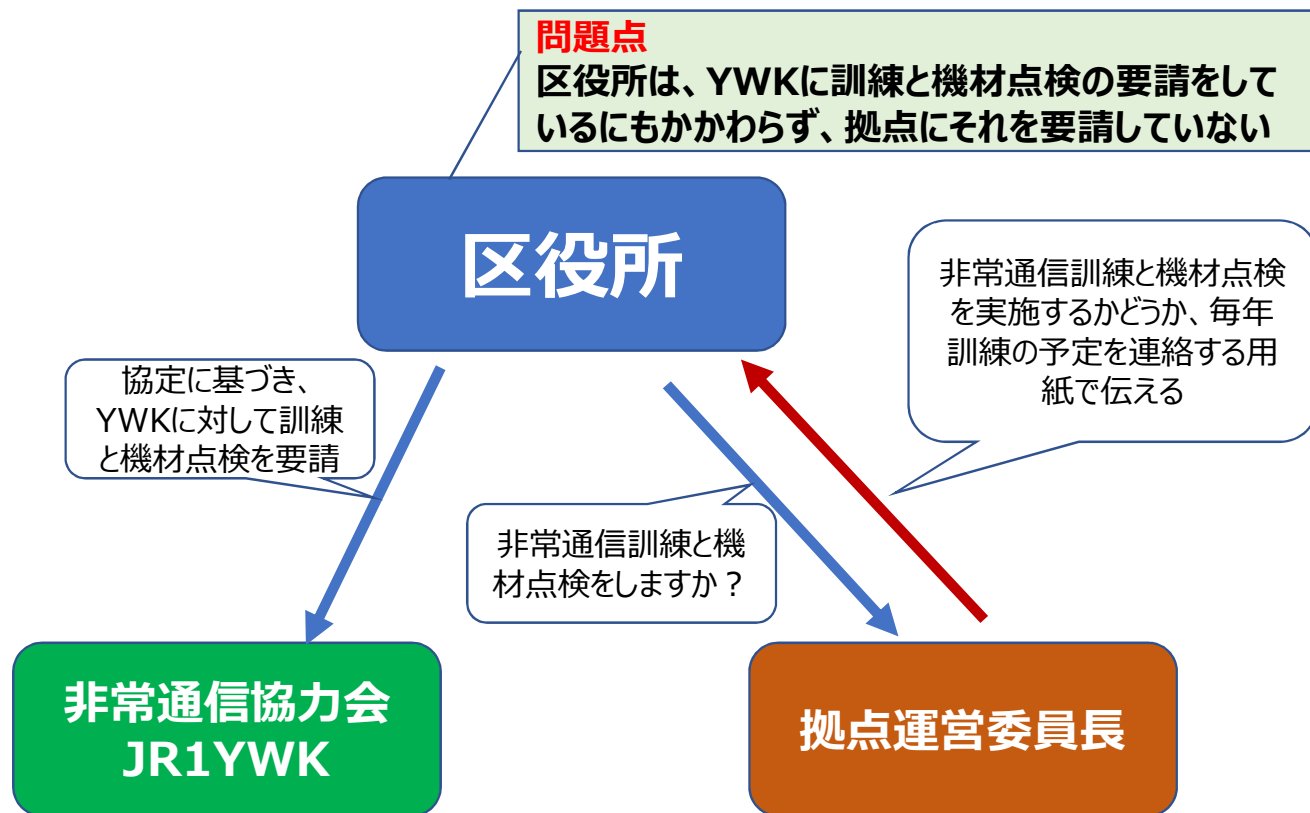 問題点
区役所は、YWKに訓練と機材点検の要請をして
いるにもかかわらず、拠点にそれを要請していない
区役所
非常通信訓練と機材点検
を実施するかどうか、毎年
訓練の予定を連絡する用
紙で伝える
協定に基づき、
YWKに対して訓練
と機材点検を要請
非常通信訓練と機
材点検をしますか？
非常通信協力会
JR1YWK
拠点運営委員長